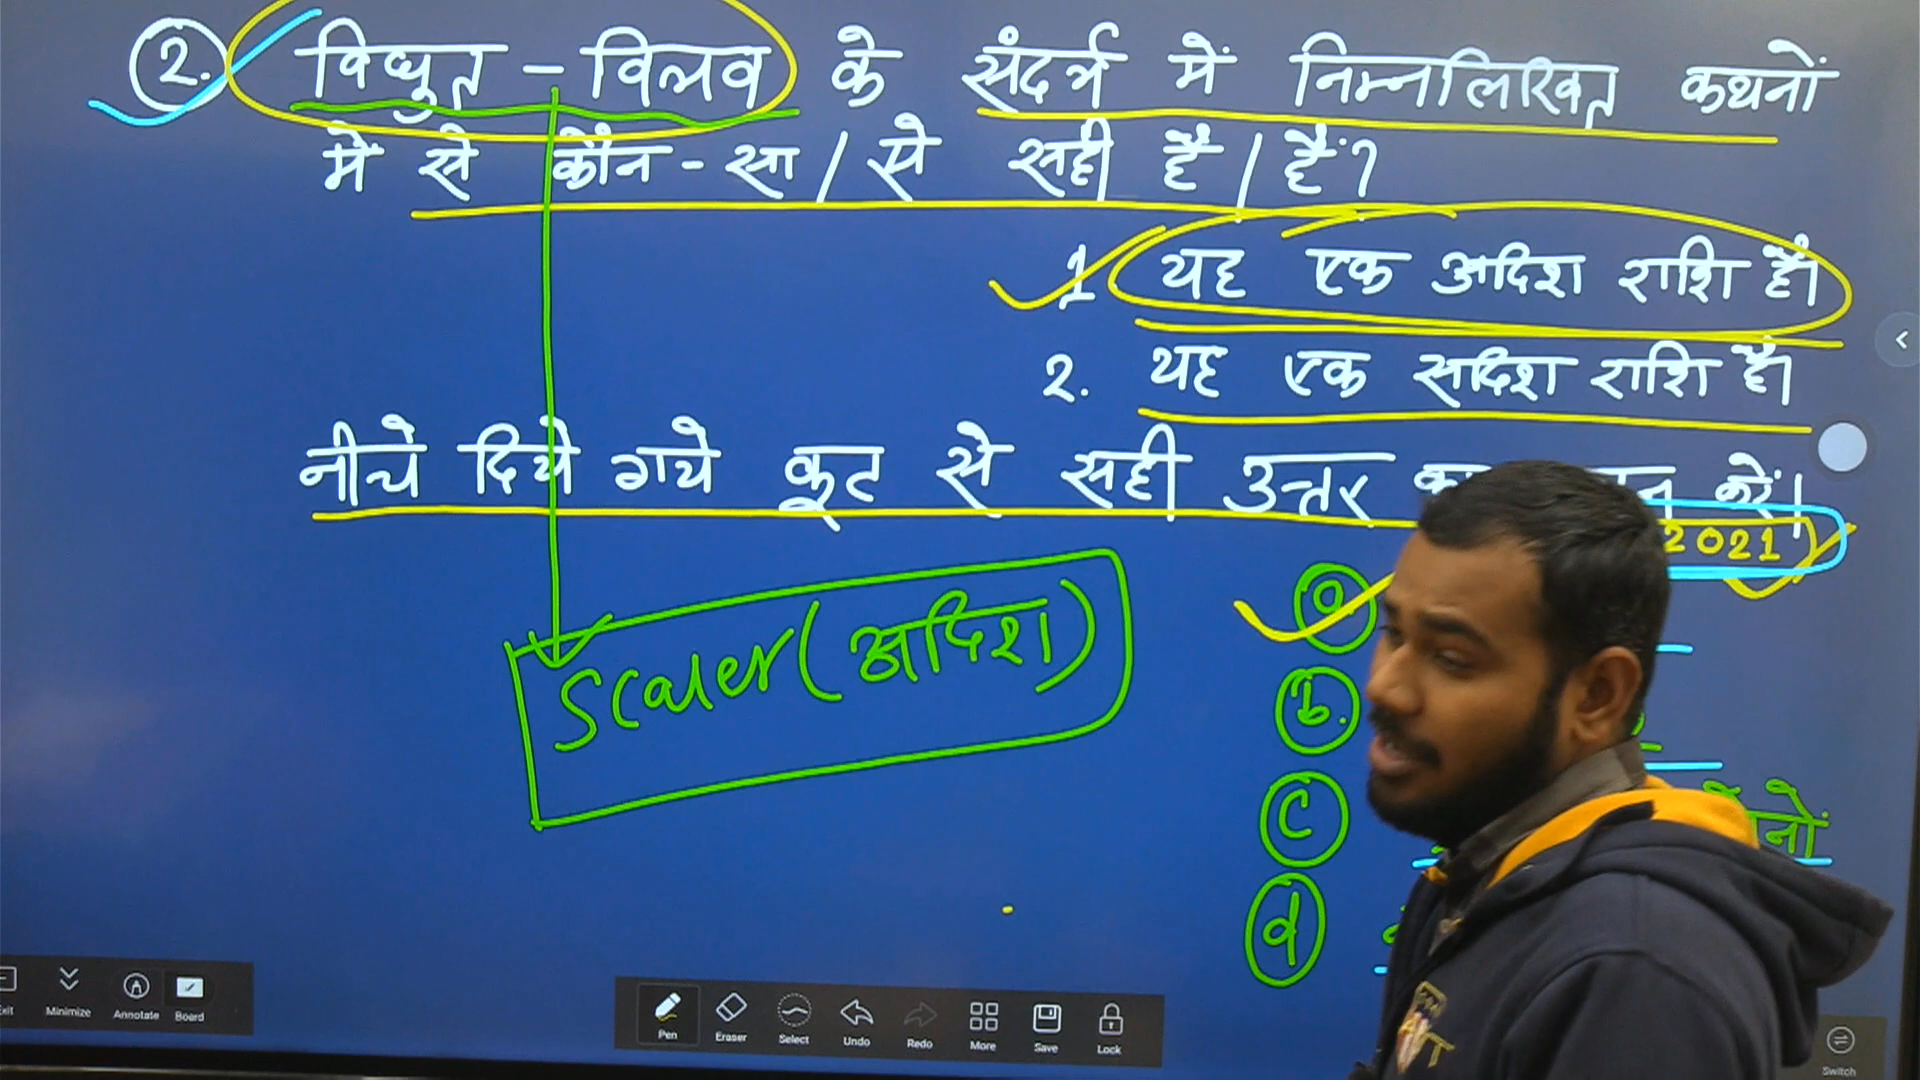 2. विद्युत - विभव के संदर्भ में निम्नलिखित कथनों
में से कौन - सा / से सही है / हैं?
1 यह एक अदिश राशि है।
2. यह एक सदिश राशि है।
नीचे दिये गये कूट से सही उत्तर करें।
2021
Scaler (अदिश)
a
b.
c
d
Minimize
Annotate
Board
Pen
Eraser
Select
Undo
Redo
More
Save
Lock
Switch